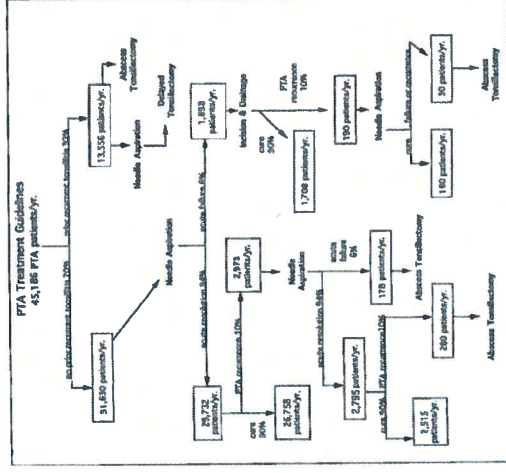 PTA Treatment Guidelines
45,186 PTA patients/yr.
no prior recurrent tonsillitis 70%
prior recurrent tonsillitis 30%
31,630 patients/yr.
13,556 patients/yr.
Needle Aspiration
Abscess
Tonsillectomy
Needle Aspiration
Delayed
Tonsillectomy
acute resolution 94%
acute failure 6%
29,732
patients/yr.
1,898
patients/yr.
Incision & Drainage
PTA recurrence 10%
cure
90%
26,758
patients/yr.
2,973
patients/yr.
cure
90%
PTA
recurrence
10%
1,708 patients/yr.
190 patients/yr.
Needle
Aspiration
Needle Aspiration
acute resolution 94%
acute
failure
6%
cure
failure or recurrence
2,795 patients/yr.
178 patients/yr.
160 patients/yr.
30 patients/yr.
Abscess Tonsillectomy
Abscess
Tonsillectomy
cure 90%
PTA recurrence 10%
2,515
patients/yr.
280 patients/yr.
Abscess Tonsillectomy